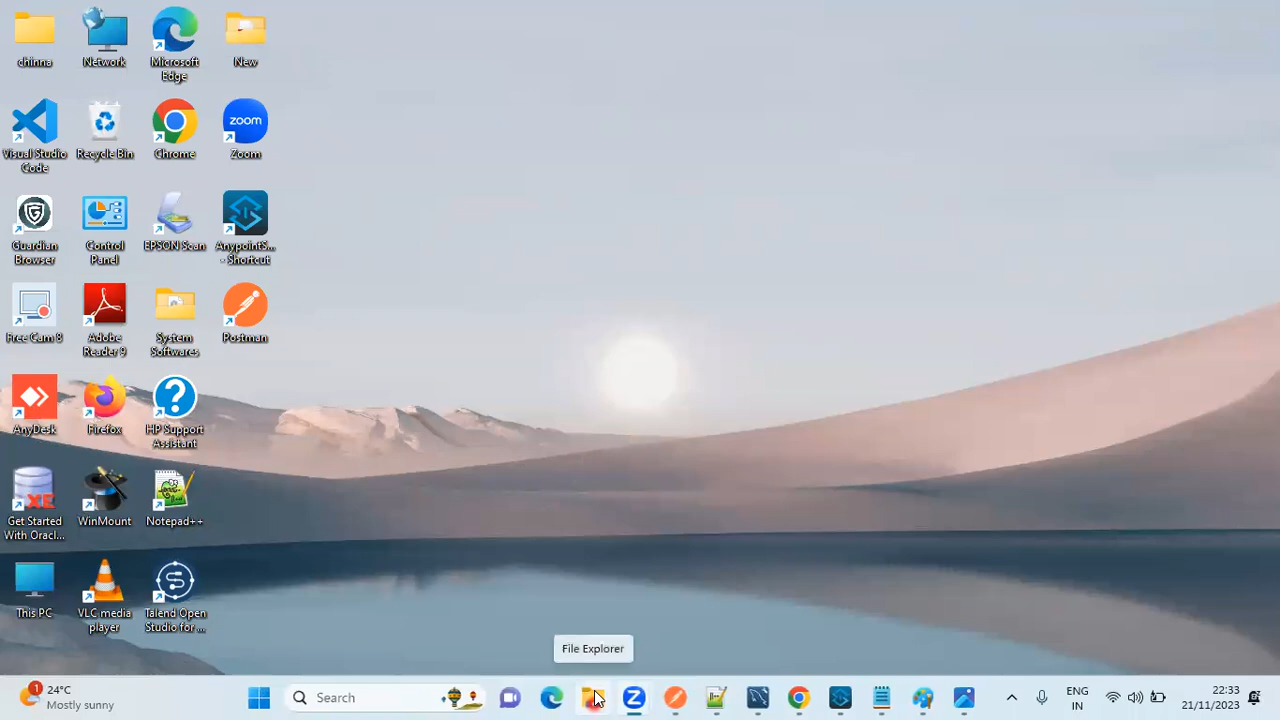 chinna
Network
Microsoft
Edge
New
Visual Studio
Code
Recycle Bin
Chrome
zoom
Zoom
Guardian
Browser
Control
Panel
EPSON Scan
AnypointS...
- Shortcut
Free Cam 8
Adobe
Reader 9
System
Softwares
Postman
AnyDesk
Firefox
HP Support
Assistant
XE
Get Started
With Oracl...
WinMount
Notepad++
This PC
VLC media
player
Talend Open
Studio for ...
File Explorer
1
24°C
Mostly sunny
Search
ENG
IN
22:33
21/11/2023